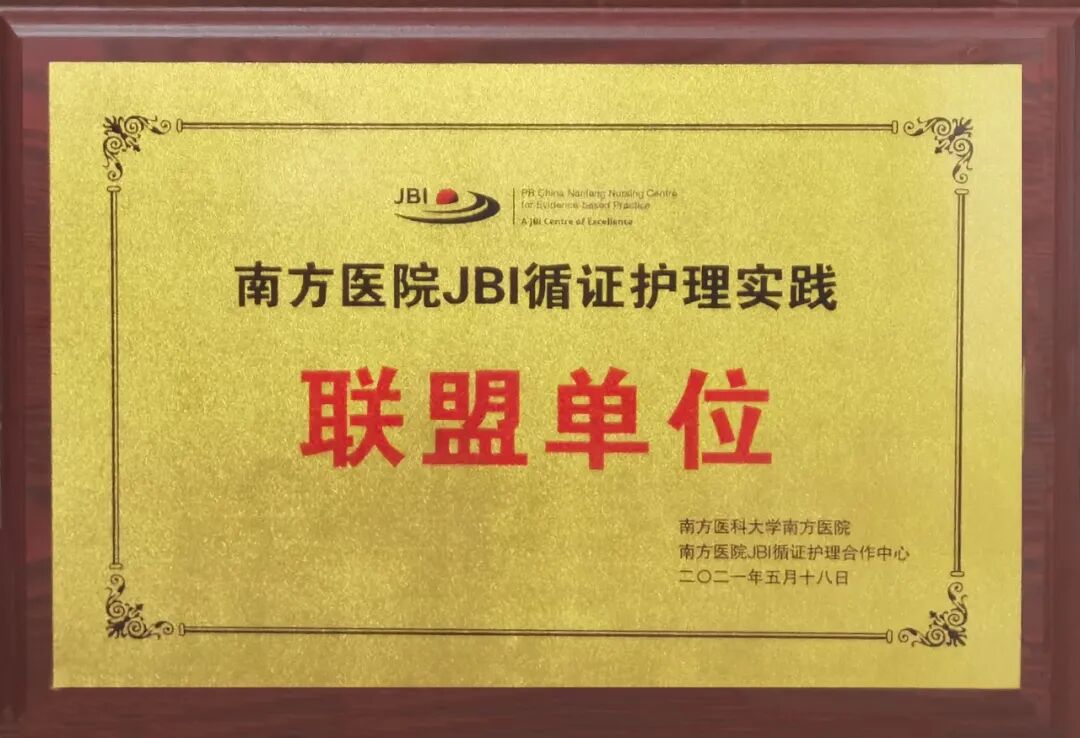 JBI
PB China Nanfang Nursing Centre
for Evidence-based Practice
A JBI Centre of Excellence
南方医院JBI循证护理实践
联盟单位
南方医科大学南方医院
南方医院JBI循证护理合作中心
二〇二一年五月十八日